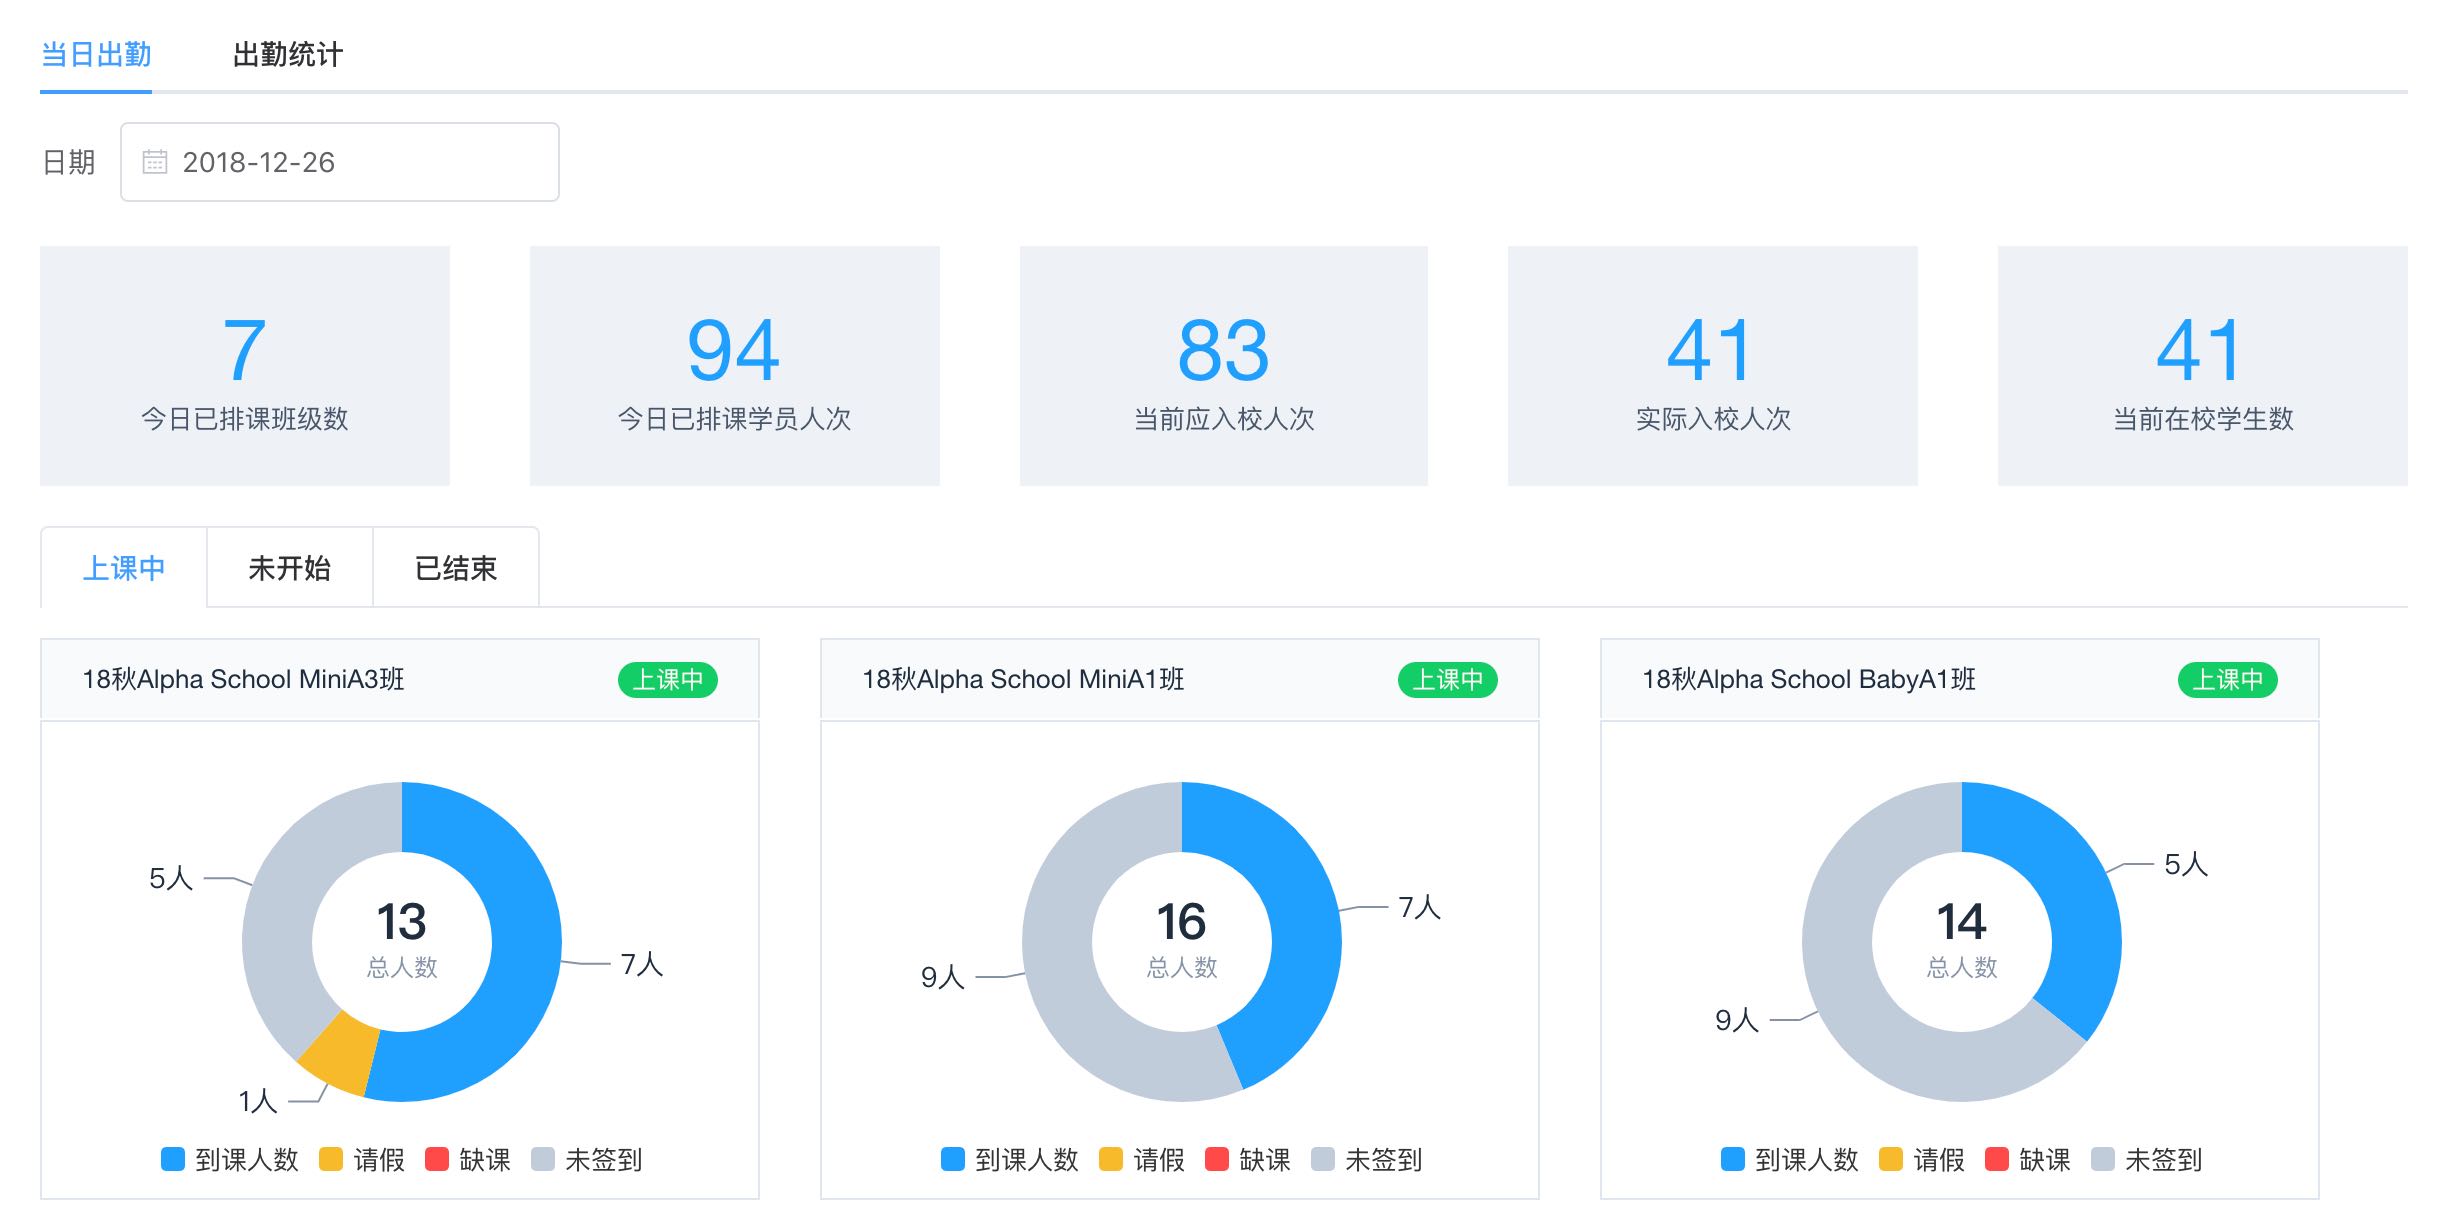 当日出勤 出勤统计
日期 2018-12-26
7 94 83 41 41
今日已排课班级数 今日已排课学员人次 当前应入校人次 实际入校人次 当前在校学生数
上课中 未开始 已结束
18秋Alpha School MiniA3班 上课中
5人
13
总人数
7人
1人
到课人数 请假 缺课 未签到
18秋Alpha School MiniA1班 上课中
7人
16
总人数
9人
到课人数 请假 缺课 未签到
18秋Alpha School BabyA1班 上课中
5人
14
总人数
9人
到课人数 请假 缺课 未签到